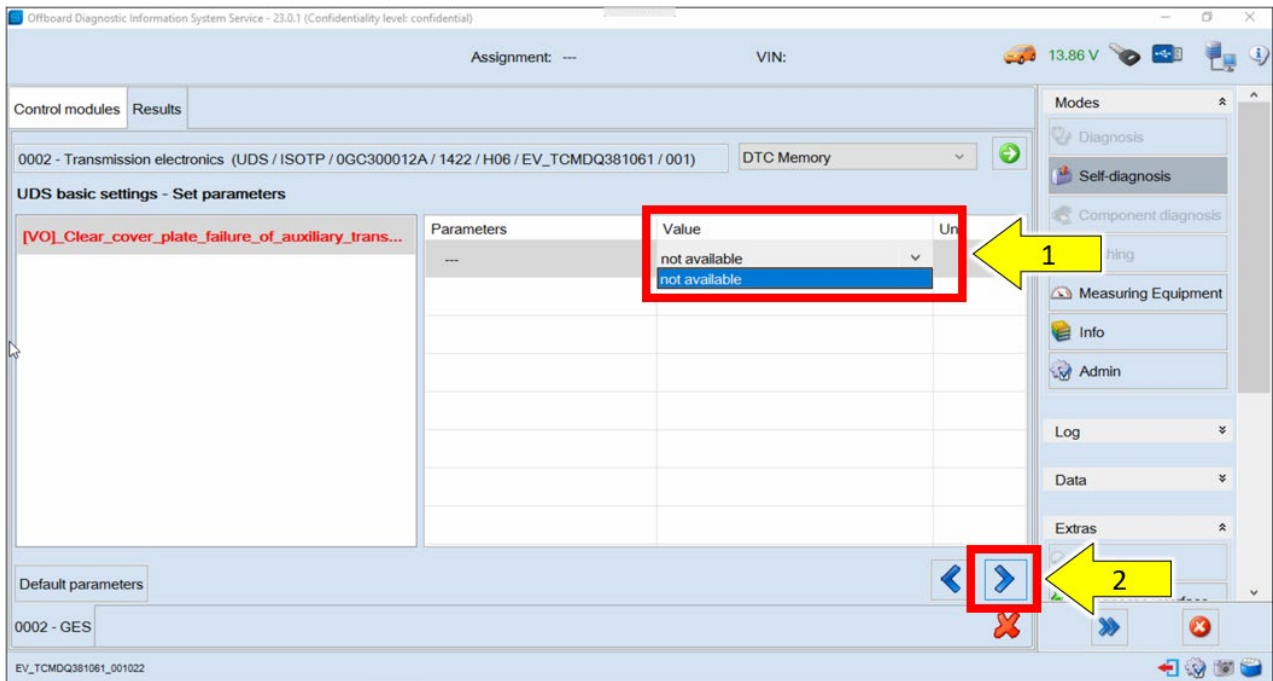 Offboard Diagnostic Information System Service - 23.0.1 (Confidentiality level: confidential)
Assignment: --- VIN: 13.86 V
Control modules Results
0002 - Transmission electronics (UDS / ISOTP / 0GC300012A / 1422 / H06 / EV_TCMDQ381061 / 001) DTC Memory
UDS basic settings - Set parameters
[VO]_Clear_cover_plate_failure_of_auxiliary_trans...
Parameters Value Un
--- not available
not available
1
2
Default parameters
0002 - GES
EV_TCMDQ381061_001022
Modes
Diagnosis
Self-diagnosis
Component diagnosis
hing
Measuring Equipment
Info
Admin
Log
Data
Extras